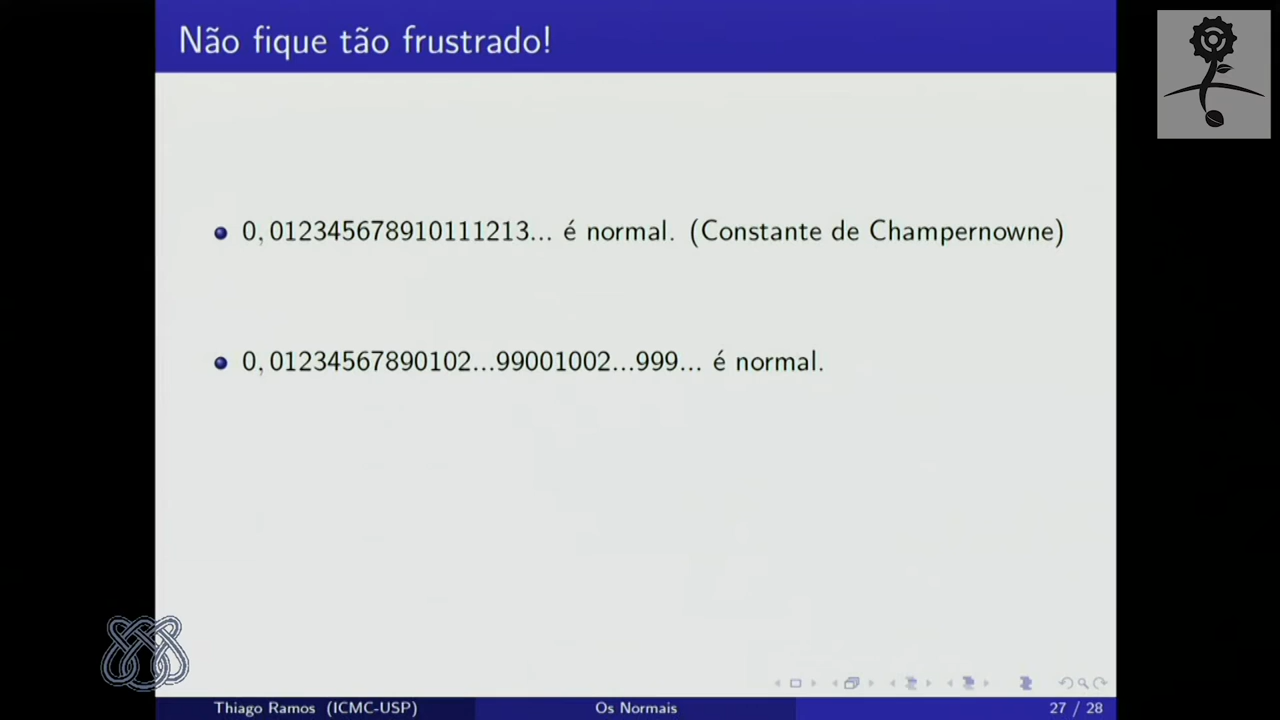 Não fique tão frustrado!
0, 012345678910111213... é normal. (Constante de Champernowne)
0, 01234567890102...99001002...999... é normal.
Thiago Ramos (ICMC-USP)
Os Normais
27 / 28